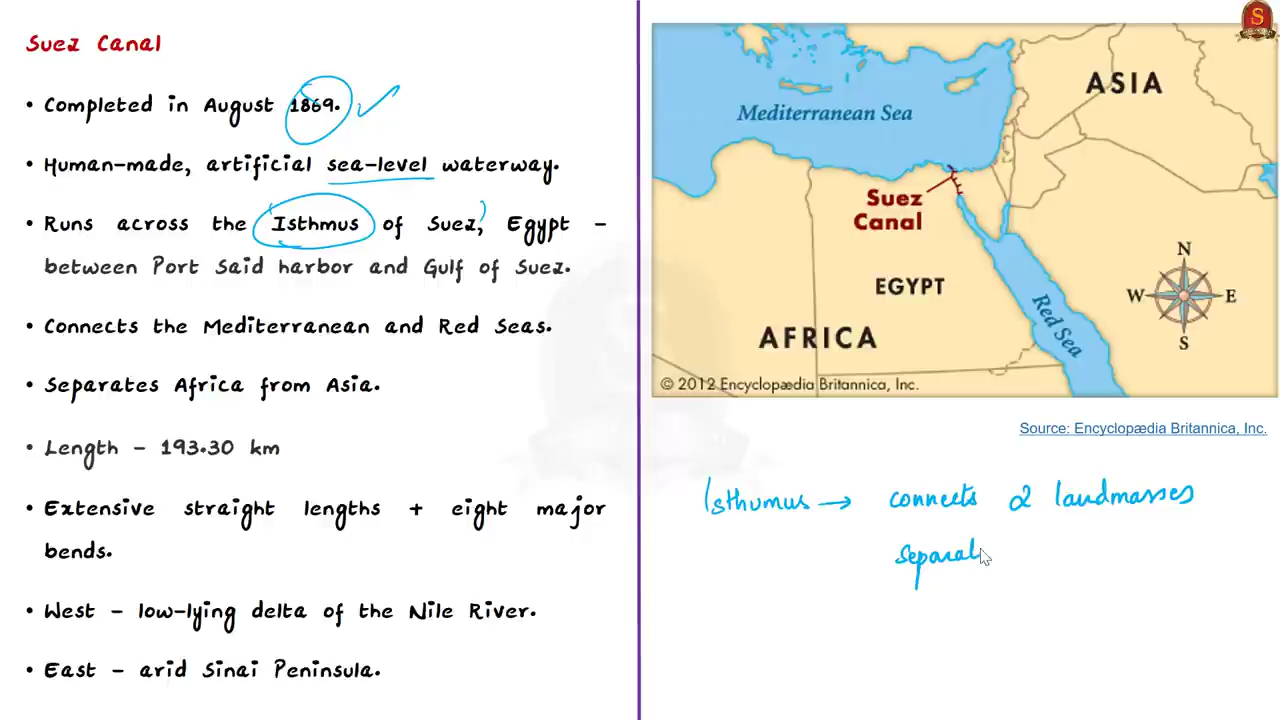 Suez Canal
• Completed in August 1869.
• Human-made, artificial sea-level waterway.
• Runs across the Isthmus of Suez, Egypt –
between Port Said harbor and Gulf of Suez.
• Connects the Mediterranean and Red Seas.
• Separates Africa from Asia.
• Length – 193.30 km
• Extensive straight lengths + eight major
bends.
• West – low-lying delta of the Nile River.
• East – arid Sinai Peninsula.
S
ASIA
Mediterranean Sea
Suez
Canal
EGYPT
AFRICA
Red Sea
N
W E
S
© 2012 Encyclopædia Britannica, Inc.
Source: Encyclopædia Britannica, Inc.
Isthumus → connects 2 landmasses
separat